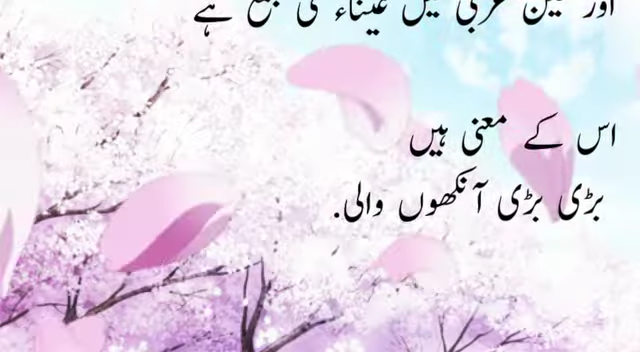 اور عین عربی میں عیناء کی جمع ہے
اس کے معنی ہیں
بڑی بڑی آنکھوں والی.